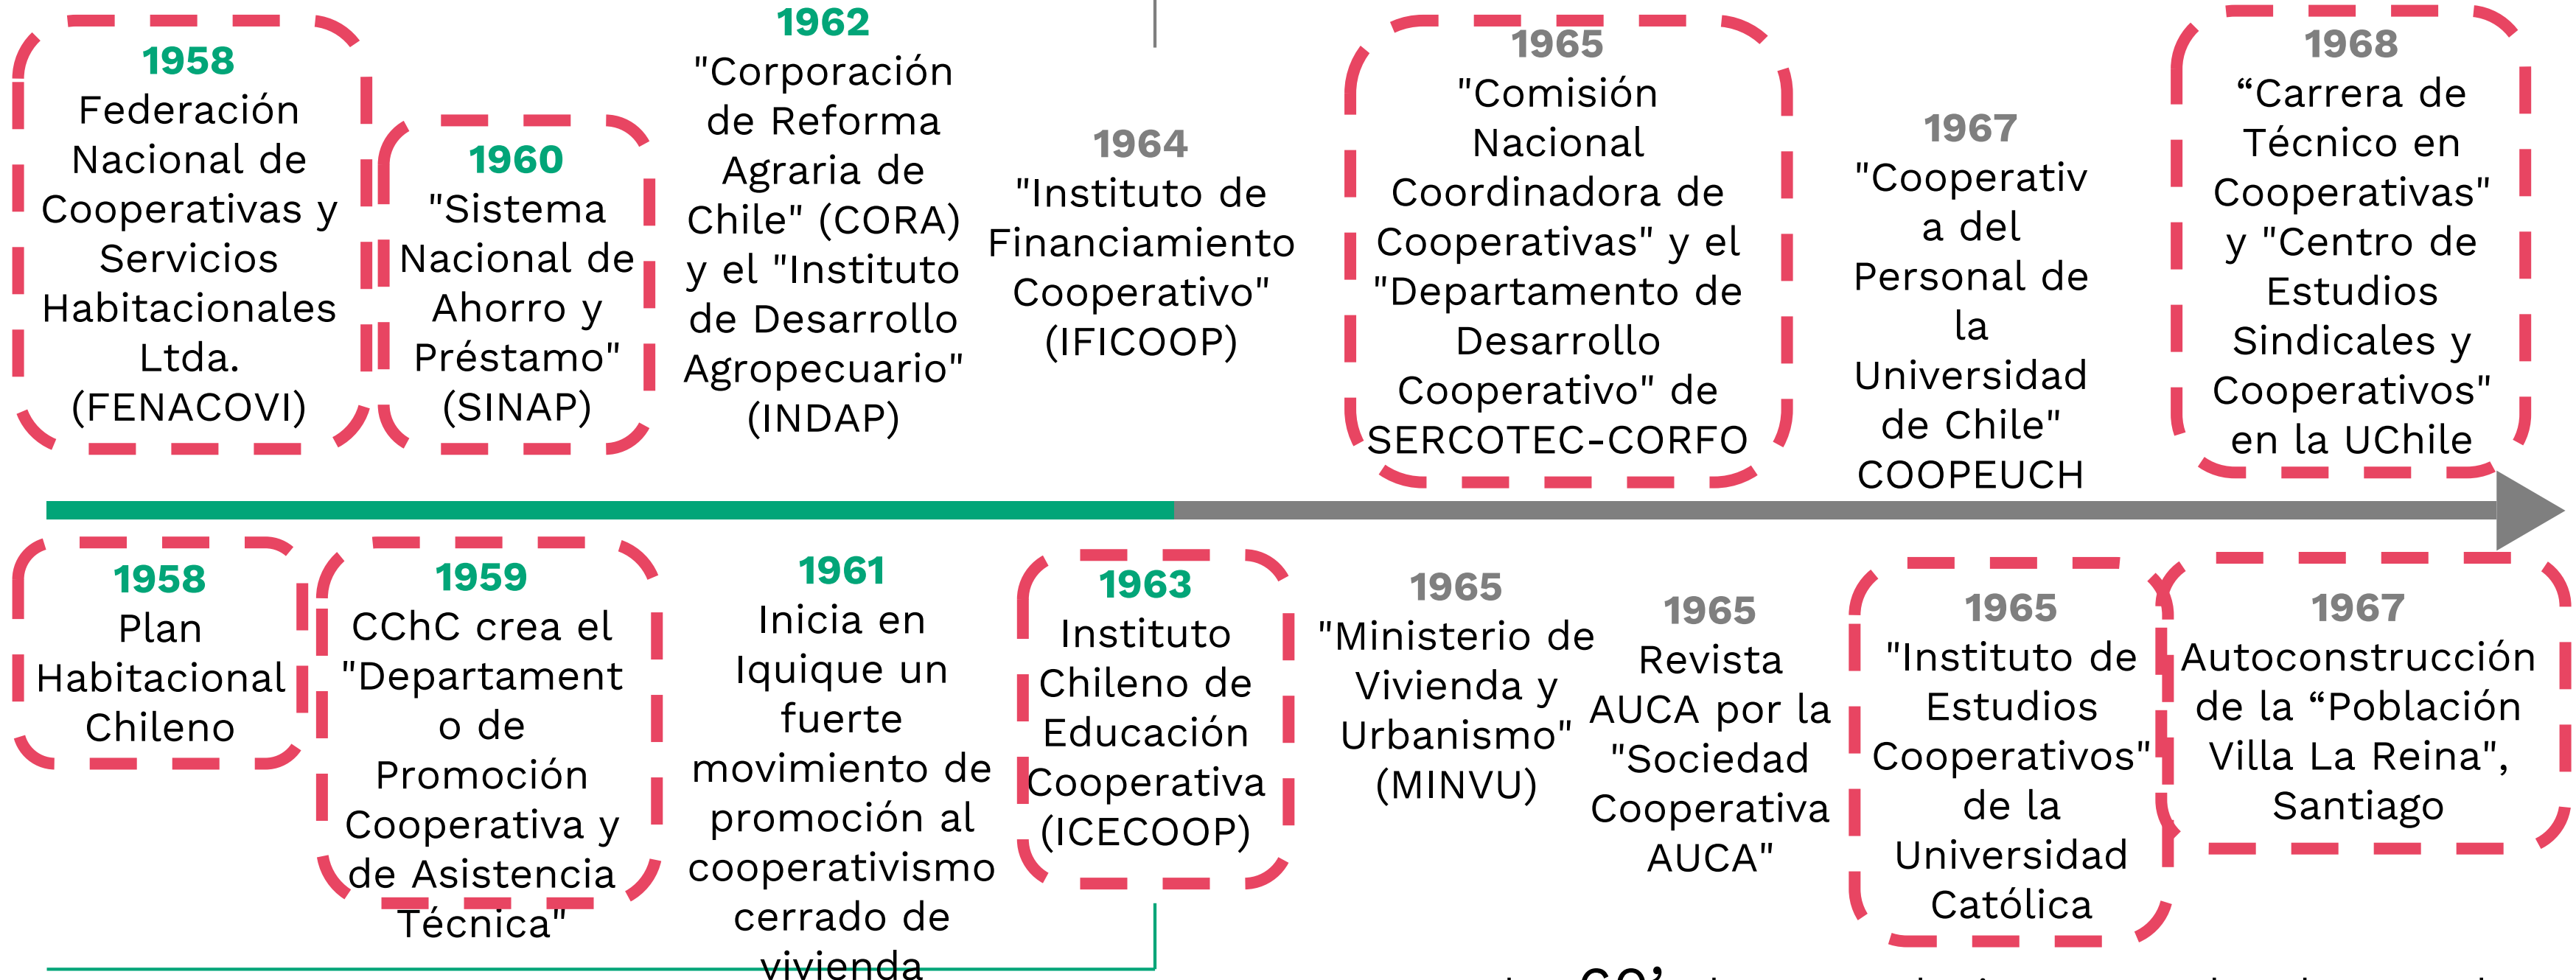 1958
Federación
Nacional de
Cooperativas y
Servicios
Habitacionales
Ltda.
(FENACOVI)
1960
"Sistema
Nacional de
Ahorro y
Préstamo"
(SINAP)
1962
"Corporación
de Reforma
Agraria de
Chile" (CORA)
y el "Instituto
de Desarrollo
Agropecuario"
(INDAP)
1964
"Instituto de
Financiamiento
Cooperativo"
(IFICOOP)
1965
"Comisión
Nacional
Coordinadora de
Cooperativas" y el
"Departamento de
Desarrollo
Cooperativo" de
SERCOTEC-CORFO
1967
"Cooperativ
a del
Personal de
la
Universidad
de Chile"
COOPEUCH
1968
“Carrera de
Técnico en
Cooperativas"
y "Centro de
Estudios
Sindicales y
Cooperativos"
en la UChile
1958
Plan
Habitacional
Chileno
1959
CChC crea el
"Departament
o de
Promoción
Cooperativa y
de Asistencia
Técnica"
1961
Inicia en
Iquique un
fuerte
movimiento de
promoción al
cooperativismo
cerrado de
vivienda
1963
Instituto
Chileno de
Educación
Cooperativa
(ICECOOP)
1965
"Ministerio de
Vivienda y
Urbanismo"
(MINVU)
1965
Revista
AUCA por la
"Sociedad
Cooperativa
AUCA"
1965
"Instituto de
Estudios
Cooperativos"
de la
Universidad
Católica
1967
Autoconstrucción
de la “Población
Villa La Reina",
Santiago
60’